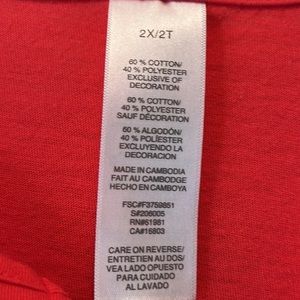 2X/2T
60 % COTTON/
40 % POLYESTER
EXCLUSIVE OF
DECORATION
60 % COTTON/
40 % POLYESTER
SAUF DÉCORATION
60 % ALGODÓN/
40 % POLIÉSTER
EXCLUYENDO LA
DECORACION
MADE IN CAMBODIA
FAIT AU CAMBODGE
HECHO EN CAMBOYA
FSC#F3759851
S#206005
RN#51981
CA#16803
CARE ON REVERSE/
ENTRETIEN AU DOS/
VEA LADO OPUESTO
PARA CUIDADO
AL LAVADO